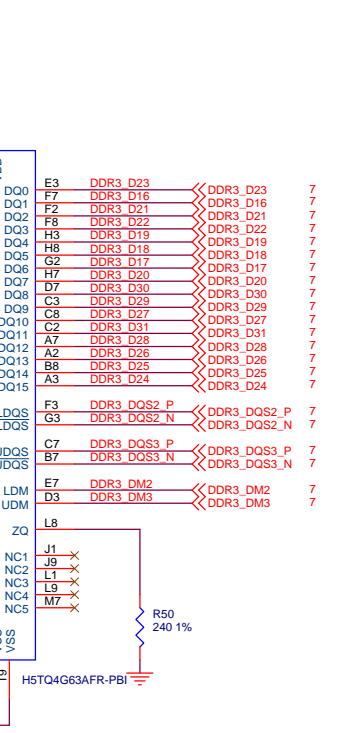 DQ0 E3 DDR3_D23 DDR3_D23 7
DQ1 F7 DDR3_D16 DDR3_D16 7
DQ2 F2 DDR3_D21 DDR3_D21 7
DQ3 F8 DDR3_D22 DDR3_D22 7
DQ4 H3 DDR3_D19 DDR3_D19 7
DQ5 H8 DDR3_D18 DDR3_D18 7
DQ6 G2 DDR3_D17 DDR3_D17 7
DQ7 H7 DDR3_D20 DDR3_D20 7
DQ8 D7 DDR3_D30 DDR3_D30 7
DQ9 C3 DDR3_D29 DDR3_D29 7
DQ10 C8 DDR3_D27 DDR3_D27 7
DQ11 C2 DDR3_D31 DDR3_D31 7
DQ12 A7 DDR3_D28 DDR3_D28 7
DQ13 A2 DDR3_D26 DDR3_D26 7
DQ14 B8 DDR3_D25 DDR3_D25 7
DQ15 A3 DDR3_D24 DDR3_D24 7
LDQS F3 DDR3_DQS2_P DDR3_DQS2_P 7
LDQS G3 DDR3_DQS2_N DDR3_DQS2_N 7
UDQS C7 DDR3_DQS3_P DDR3_DQS3_P 7
UDQS B7 DDR3_DQS3_N DDR3_DQS3_N 7
LDM E7 DDR3_DM2 DDR3_DM2 7
UDM D3 DDR3_DM3 DDR3_DM3 7
ZQ L8
NC1 J1
NC2 J9
NC3 L1
NC4 L9
NC5 M7
R50
240 1%
VSS
T9
H5TQ4G63AFR-PBI